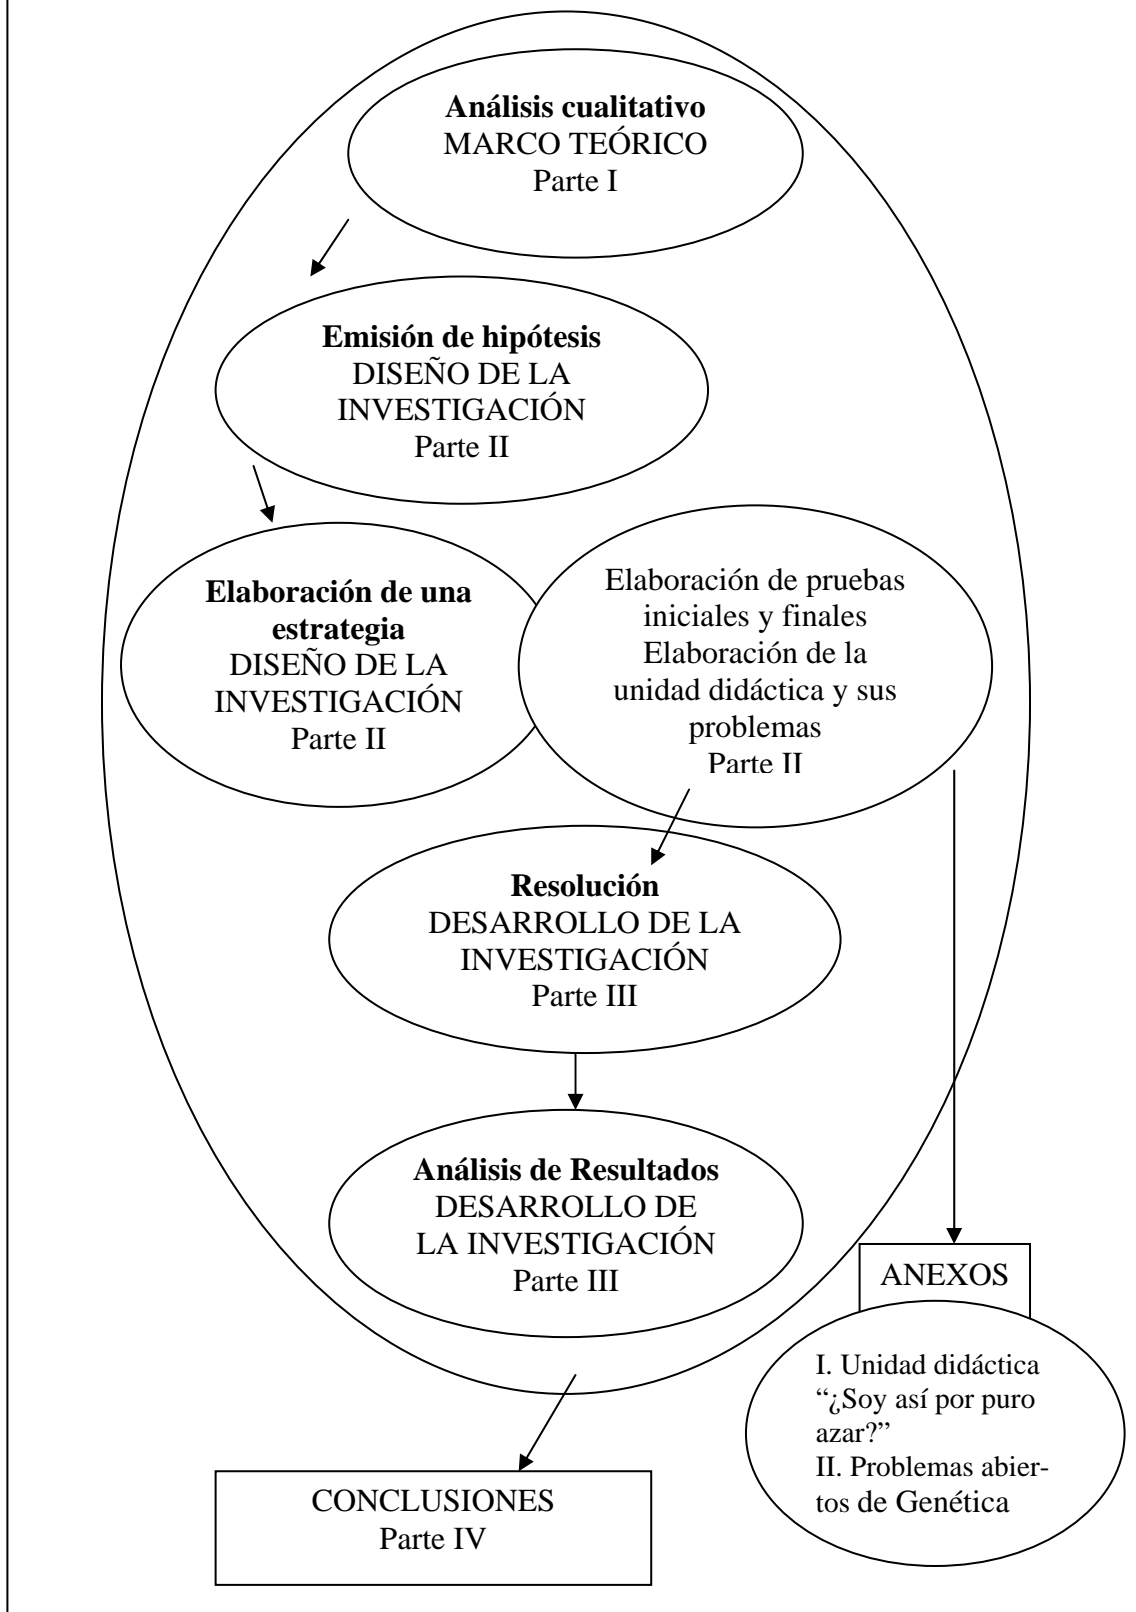 Análisis cualitativo
MARCO TEÓRICO
Parte I
Emisión de hipótesis
DISEÑO DE LA
INVESTIGACIÓN
Parte II
Elaboración de una
estrategia
DISEÑO DE LA
INVESTIGACIÓN
Parte II
Elaboración de pruebas
iniciales y finales
Elaboración de la
unidad didáctica y sus
problemas
Parte II
Resolución
DESARROLLO DE LA
INVESTIGACIÓN
Parte III
Análisis de Resultados
DESARROLLO DE
LA INVESTIGACIÓN
Parte III
ANEXOS
I. Unidad didáctica
“¿Soy así por puro
azar?”
II. Problemas abier-
tos de Genética
CONCLUSIONES
Parte IV